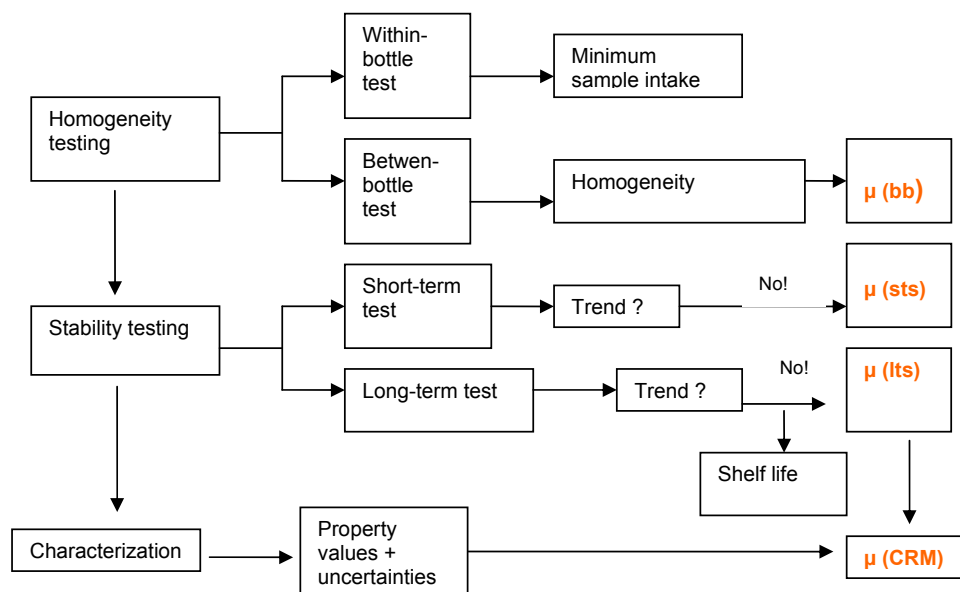 Within-
bottle
test
Minimum
sample intake
Homogeneity
testing
Betwen-
bottle
test
Homogeneity
µ (bb)
Short-term
test
Trend ?
No!
µ (sts)
Stability testing
Long-term test
Trend ?
No!
µ (lts)
Shelf life
Characterization
Property
values +
uncertainties
µ (CRM)